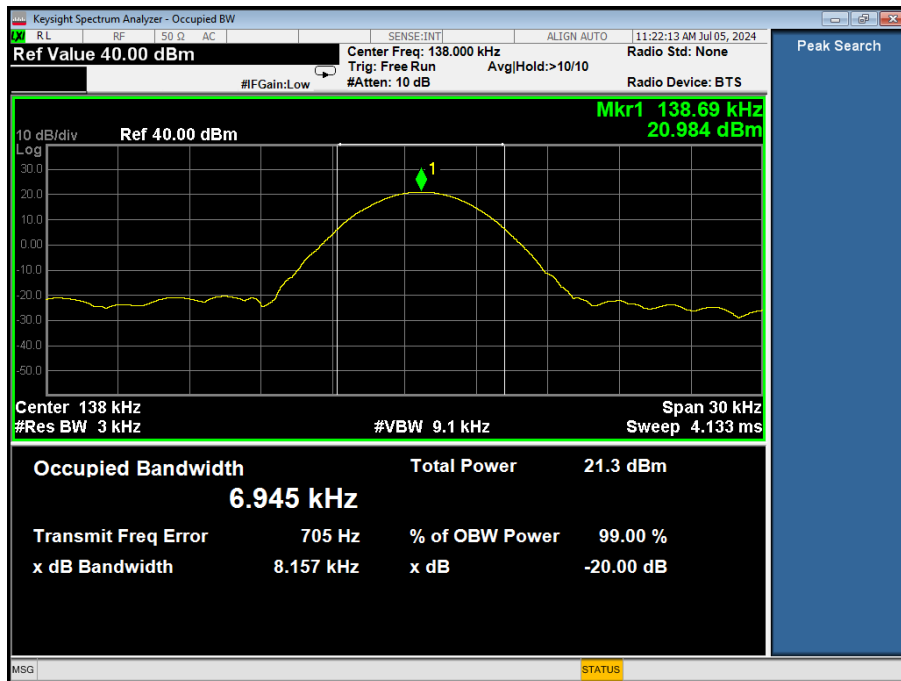 Keysight Spectrum Analyzer - Occupied BW
LXI RL RF 50 Ω AC SENSE:INT ALIGN AUTO 11:22:13 AM Jul 05, 2024
Ref Value 40.00 dBm
Center Freq: 138.000 kHz
Radio Std: None
Trig: Free Run
Avg|Hold:>10/10
#IFGain:Low
#Atten: 10 dB
Radio Device: BTS
Peak Search
Mkr1 138.69 kHz
20.984 dBm
10 dB/div
Ref 40.00 dBm
Log
30.0
20.0
10.0
0.00
-10.0
-20.0
-30.0
-40.0
-50.0
1
Center 138 kHz
Span 30 kHz
#Res BW 3 kHz
#VBW 9.1 kHz
Sweep 4.133 ms
Occupied Bandwidth
Total Power 21.3 dBm
6.945 kHz
Transmit Freq Error 705 Hz
% of OBW Power 99.00 %
x dB Bandwidth 8.157 kHz
x dB -20.00 dB
MSG
STATUS